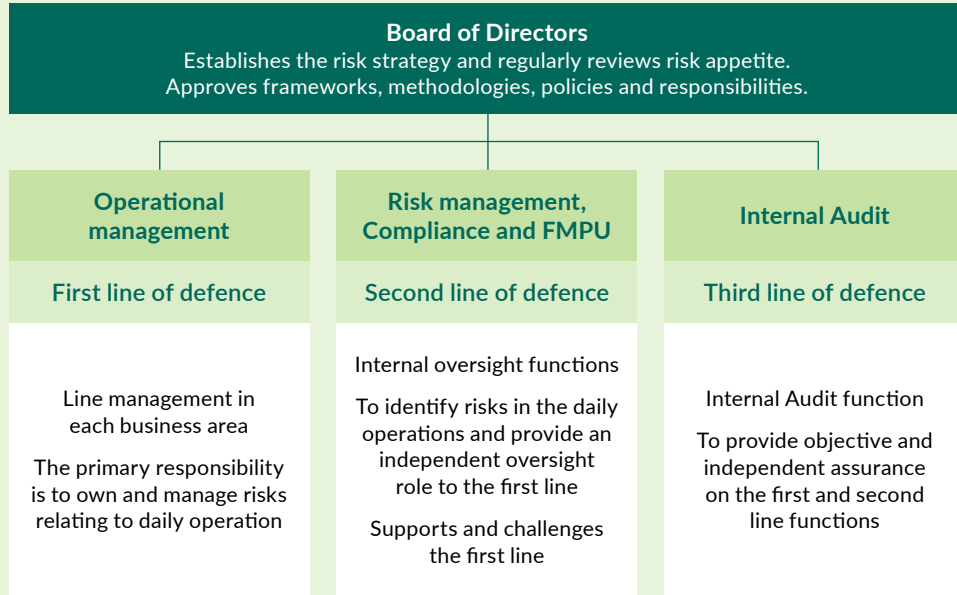 Board of Directors
Establishes the risk strategy and regularly reviews risk appetite.
Approves frameworks, methodologies, policies and responsibilities.
Operational
management
First line of defence
Line management in
each business area
The primary responsibility
is to own and manage risks
relating to daily operation
Risk management,
Compliance and FMPU
Second line of defence
Internal oversight functions
To identify risks in the daily
operations and provide an
independent oversight
role to the first line
Supports and challenges
the first line
Internal Audit
Third line of defence
Internal Audit function
To provide objective and
independent assurance
on the first and second
line functions